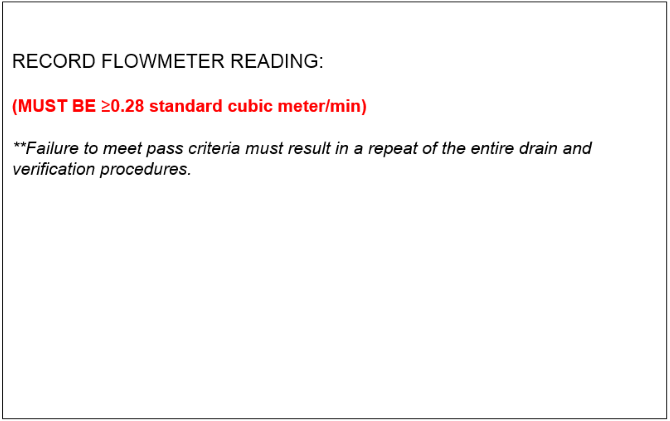 RECORD FLOWMETER READING:
(MUST BE ≥0.28 standard cubic meter/min)
**Failure to meet pass criteria must result in a repeat of the entire drain and
verification procedures.